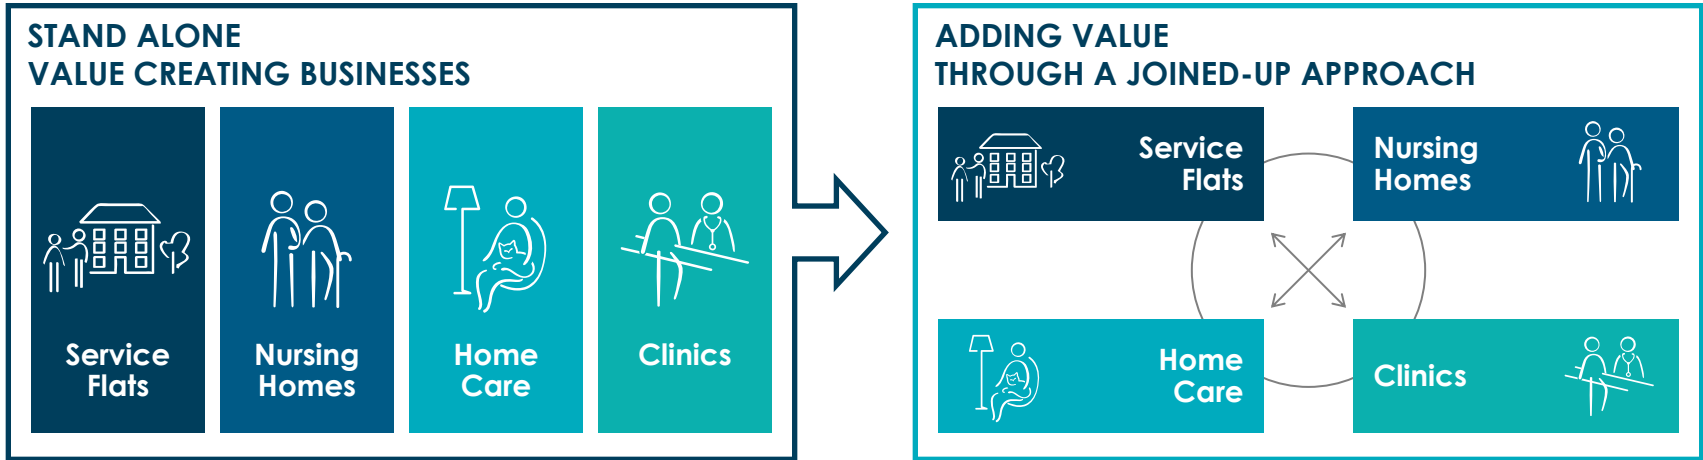 STAND ALONE
VALUE CREATING BUSINESSES
Service
Flats
Nursing
Homes
Home
Care
Clinics
ADDING VALUE
THROUGH A JOINED-UP APPROACH
Service
Flats
Nursing
Homes
Home
Care
Clinics